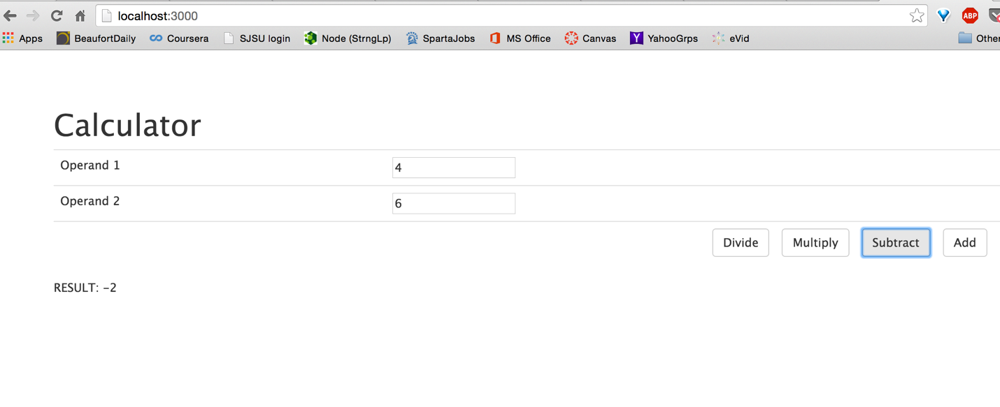 localhost:3000
ABP
Apps BeaufortDaily Coursera SJSU login Node (StrngLp) SpartaJobs MS Office Canvas Y YahooGrps eVid Other
Calculator
Operand 1 4
Operand 2 6
Divide Multiply Subtract Add
RESULT: -2